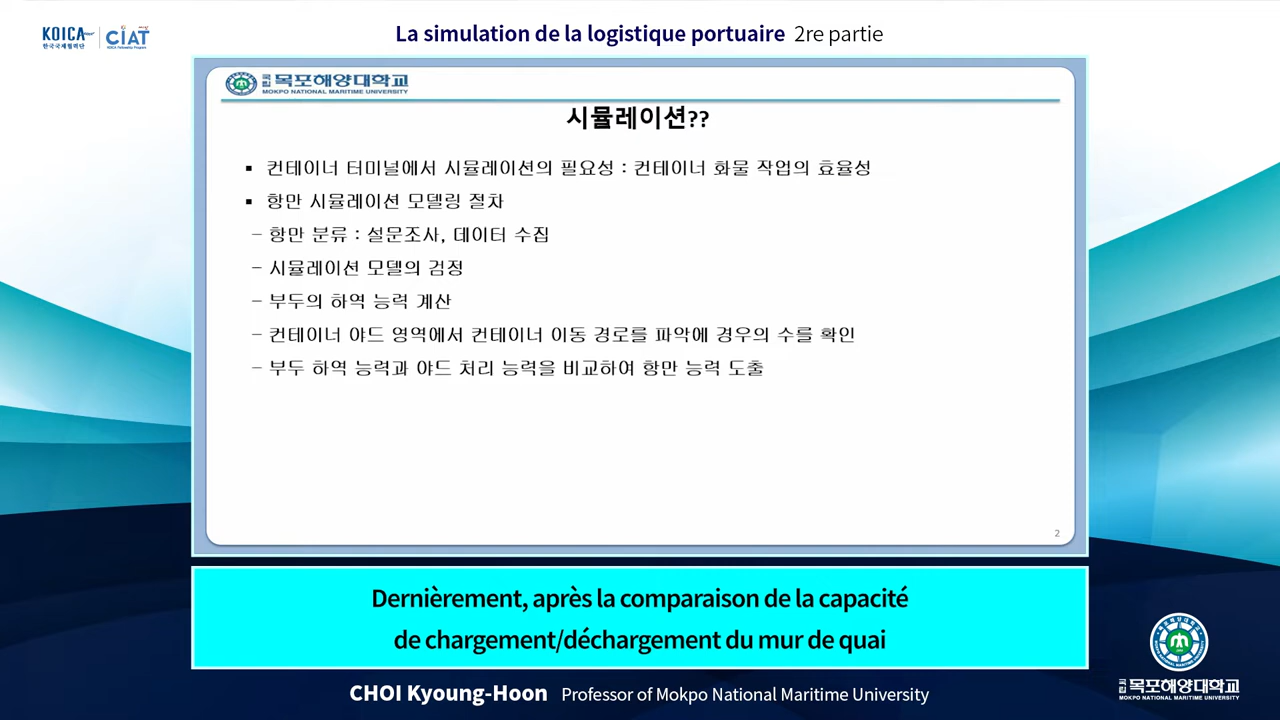 KOICA
한국국제협력단
CIAT
KOICA Fellowship Program
La simulation de la logistique portuaire 2re partie
국립 목포해양대학교
MOKPO NATIONAL MARITIME UNIVERSITY
시뮬레이션??
▪ 컨테이너 터미널에서 시뮬레이션의 필요성 : 컨테이너 화물 작업의 효율성
▪ 항만 시뮬레이션 모델링 절차
– 항만 분류 : 설문조사, 데이터 수집
– 시뮬레이션 모델의 검정
– 부두의 하역 능력 계산
– 컨테이너 야드 영역에서 컨테이너 이동 경로를 파악에 경우의 수를 확인
– 부두 하역 능력과 야드 처리 능력을 비교하여 항만 능력 도출
2
Dernièrement, après la comparaison de la capacité
de chargement/déchargement du mur de quai
CHOI Kyoung-Hoon Professor of Mokpo National Maritime University
국립 목포해양대학교
MOKPO NATIONAL MARITIME UNIVERSITY